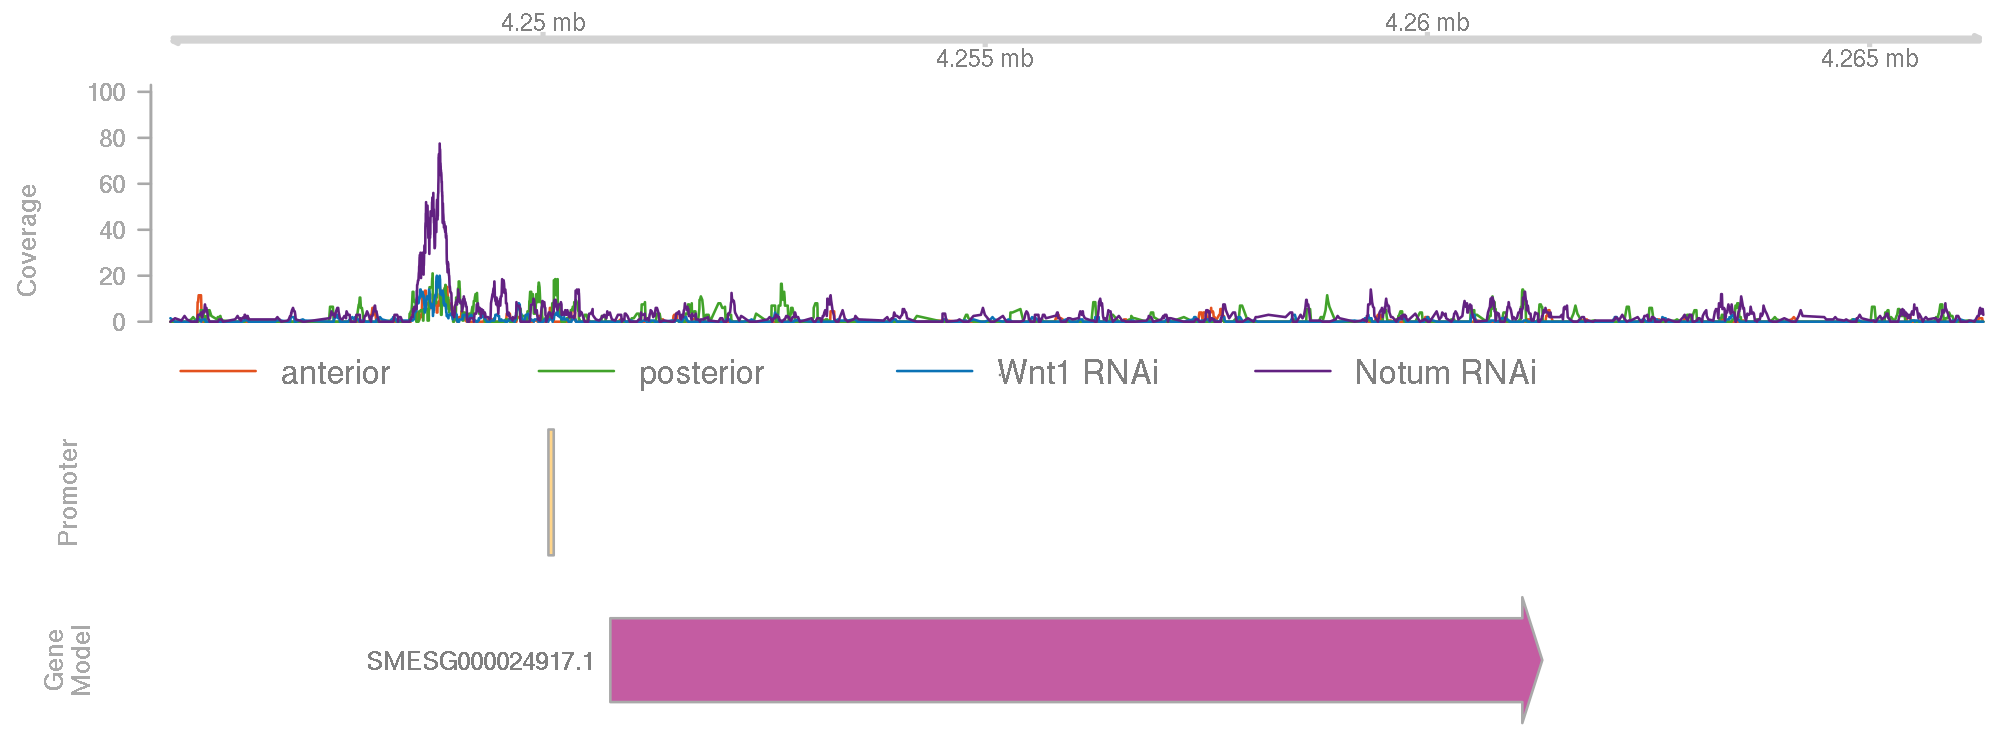 4.25 mb
4.26 mb
4.255 mb
4.265 mb
Coverage
100
80
60
40
20
0
anterior
posterior
Wnt1 RNAi
Notum RNAi
Promoter
Gene
Model
SMESG000024917.1